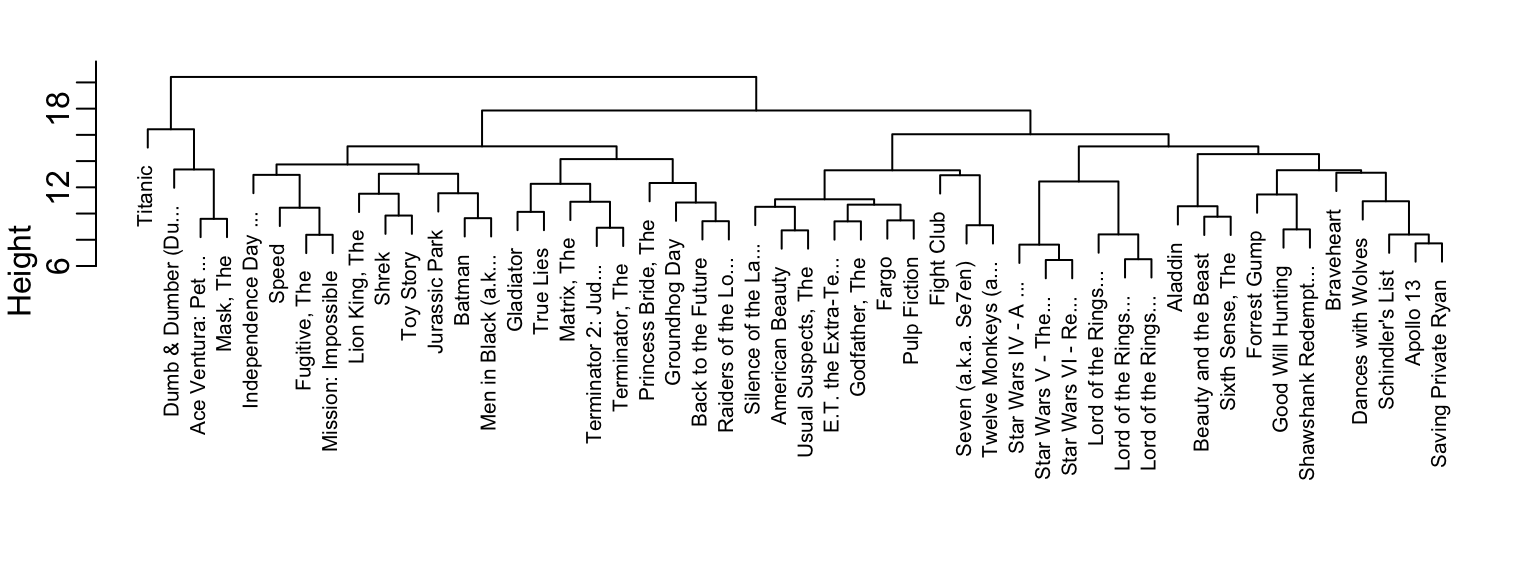 Height
18
12
6
Titanic
Dumb & Dumber (Du...
Ace Ventura: Pet ...
Mask, The
Independence Day ...
Speed
Fugitive, The
Mission: Impossible
Lion King, The
Shrek
Toy Story
Jurassic Park
Batman
Men in Black (a.k...
Gladiator
True Lies
Matrix, The
Terminator 2: Jud...
Terminator, The
Princess Bride, The
Groundhog Day
Back to the Future
Raiders of the Lo...
Silence of the La...
American Beauty
Usual Suspects, The
E.T. the Extra-Te...
Godfather, The
Fargo
Pulp Fiction
Fight Club
Seven (a.k.a. Se7en)
Twelve Monkeys (a...
Star Wars IV - A ...
Star Wars V - The...
Star Wars VI - Re...
Lord of the Rings...
Lord of the Rings...
Lord of the Rings...
Aladdin
Beauty and the Beast
Sixth Sense, The
Forrest Gump
Good Will Hunting
Shawshank Redempt...
Braveheart
Dances with Wolves
Schindler's List
Apollo 13
Saving Private Ryan